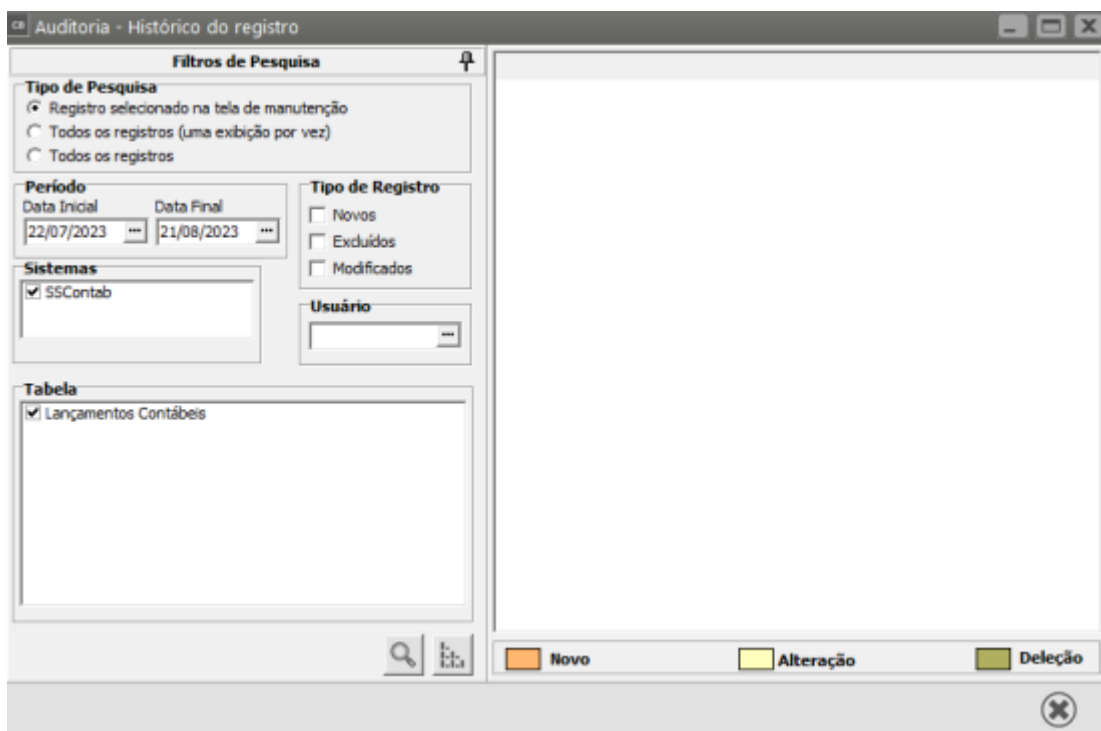 CB Auditoria - Histórico do registro
Filtros de Pesquisa
Tipo de Pesquisa
Registro selecionado na tela de manutenção
Todos os registros (uma exibição por vez)
Todos os registros
Período
Data Inicial Data Final
22/07/2023 ... 21/08/2023 ...
Tipo de Registro
Novos
Excluídos
Modificados
Sistemas
SSContab
Usuário
...
Tabela
Lançamentos Contábeis
Novo Alteração Deleção